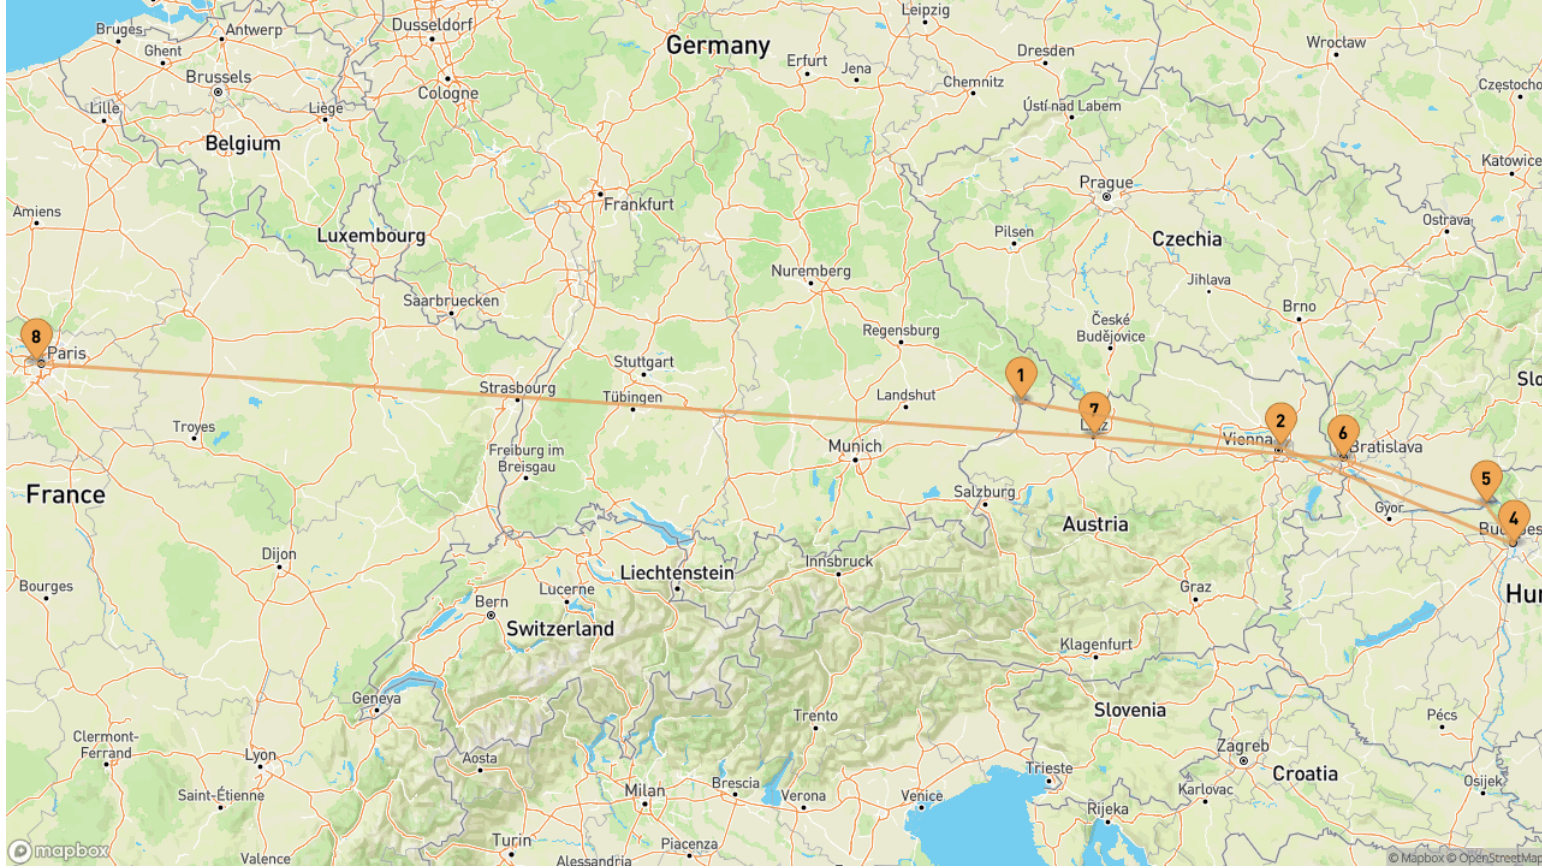 Leipzig
Bruges
Antwerp
Dusseldorf
Ghent
Germany
Dresden
Wrocław
Erfurt
Jena
Brussels
Cologne
Chemnitz
Lille
Liège
Ústí nad Labem
Belgium
Katowice
Prague
Frankfurt
Amiens
Luxembourg
Pilsen
Czechia
Ostrava
Nuremberg
Jihlava
Saarbruecken
Brno
8
Paris
Regensburg
České
Budějovice
Stuttgart
1
Strasbourg
Tübingen
Landshut
7
Troyes
2
Vienna
6
Bratislava
Freiburg im
Breisgau
Munich
5
France
Salzburg
Gyor
4
Austria
Dijon
Innsbruck
Liechtenstein
Bourges
Bern
Lucerne
Graz
Switzerland
Klagenfurt
Geneva
Slovenia
Trento
Pécs
Clermont-
Ferrand
Lyon
Aosta
Zagreb
Croatia
Trieste
Brescia
Osijek
Saint-Étienne
Milan
Verona
Venice
Karlovac
Rijeka
Turin
Piacenza
Valence
Alessandria
mapbox
© Mapbox © OpenStreetMap